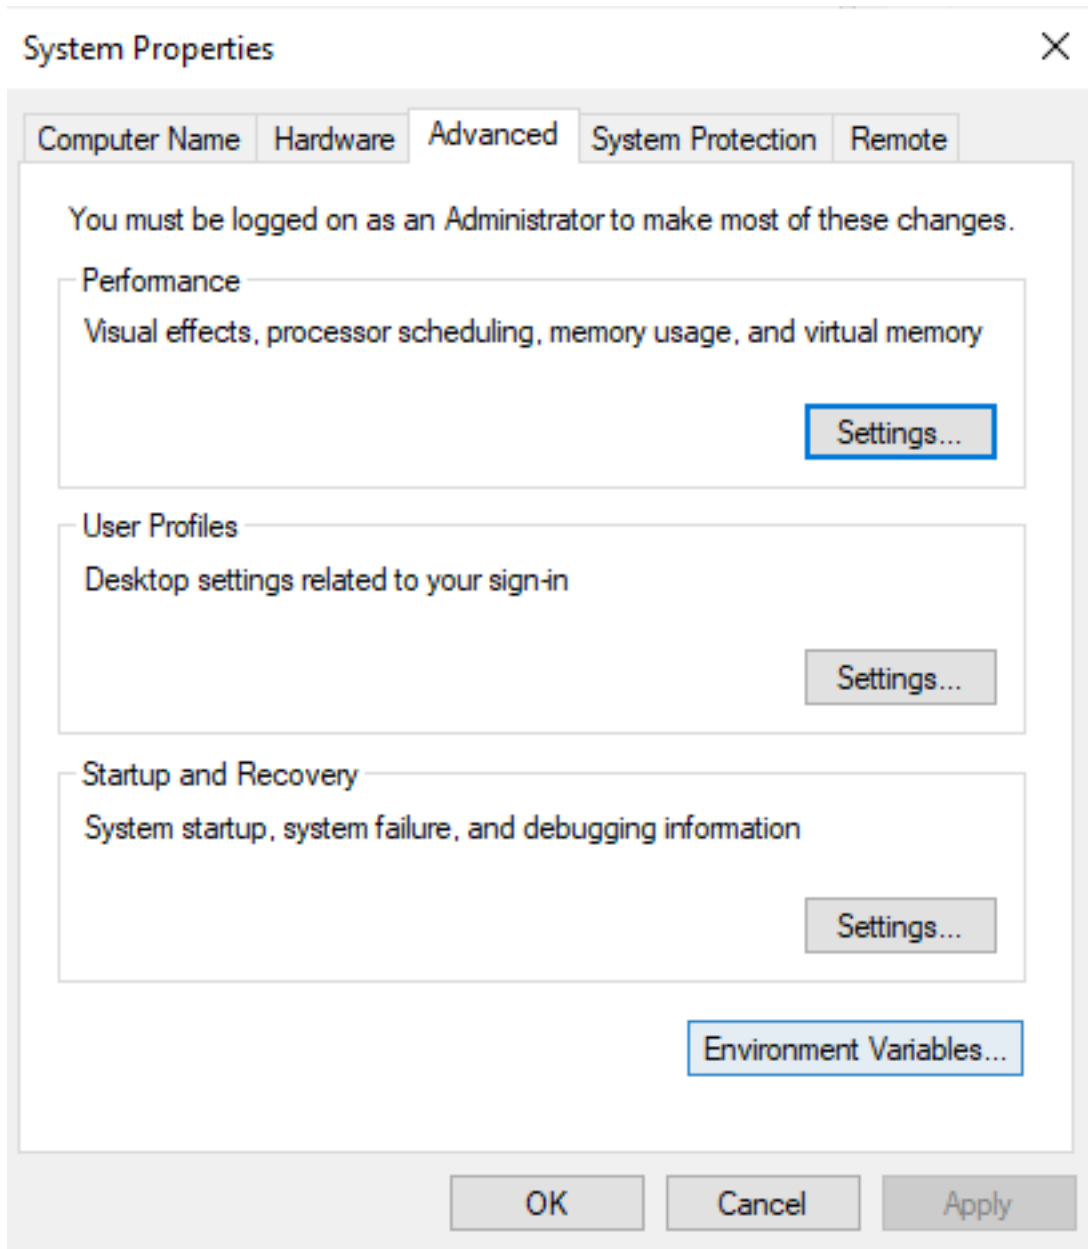 System Properties
Computer Name
Hardware
Advanced
System Protection
Remote
You must be logged on as an Administrator to make most of these changes.
Performance
Visual effects, processor scheduling, memory usage, and virtual memory
Settings...
User Profiles
Desktop settings related to your sign-in
Settings...
Startup and Recovery
System startup, system failure, and debugging information
Settings...
Environment Variables...
OK
Cancel
Apply